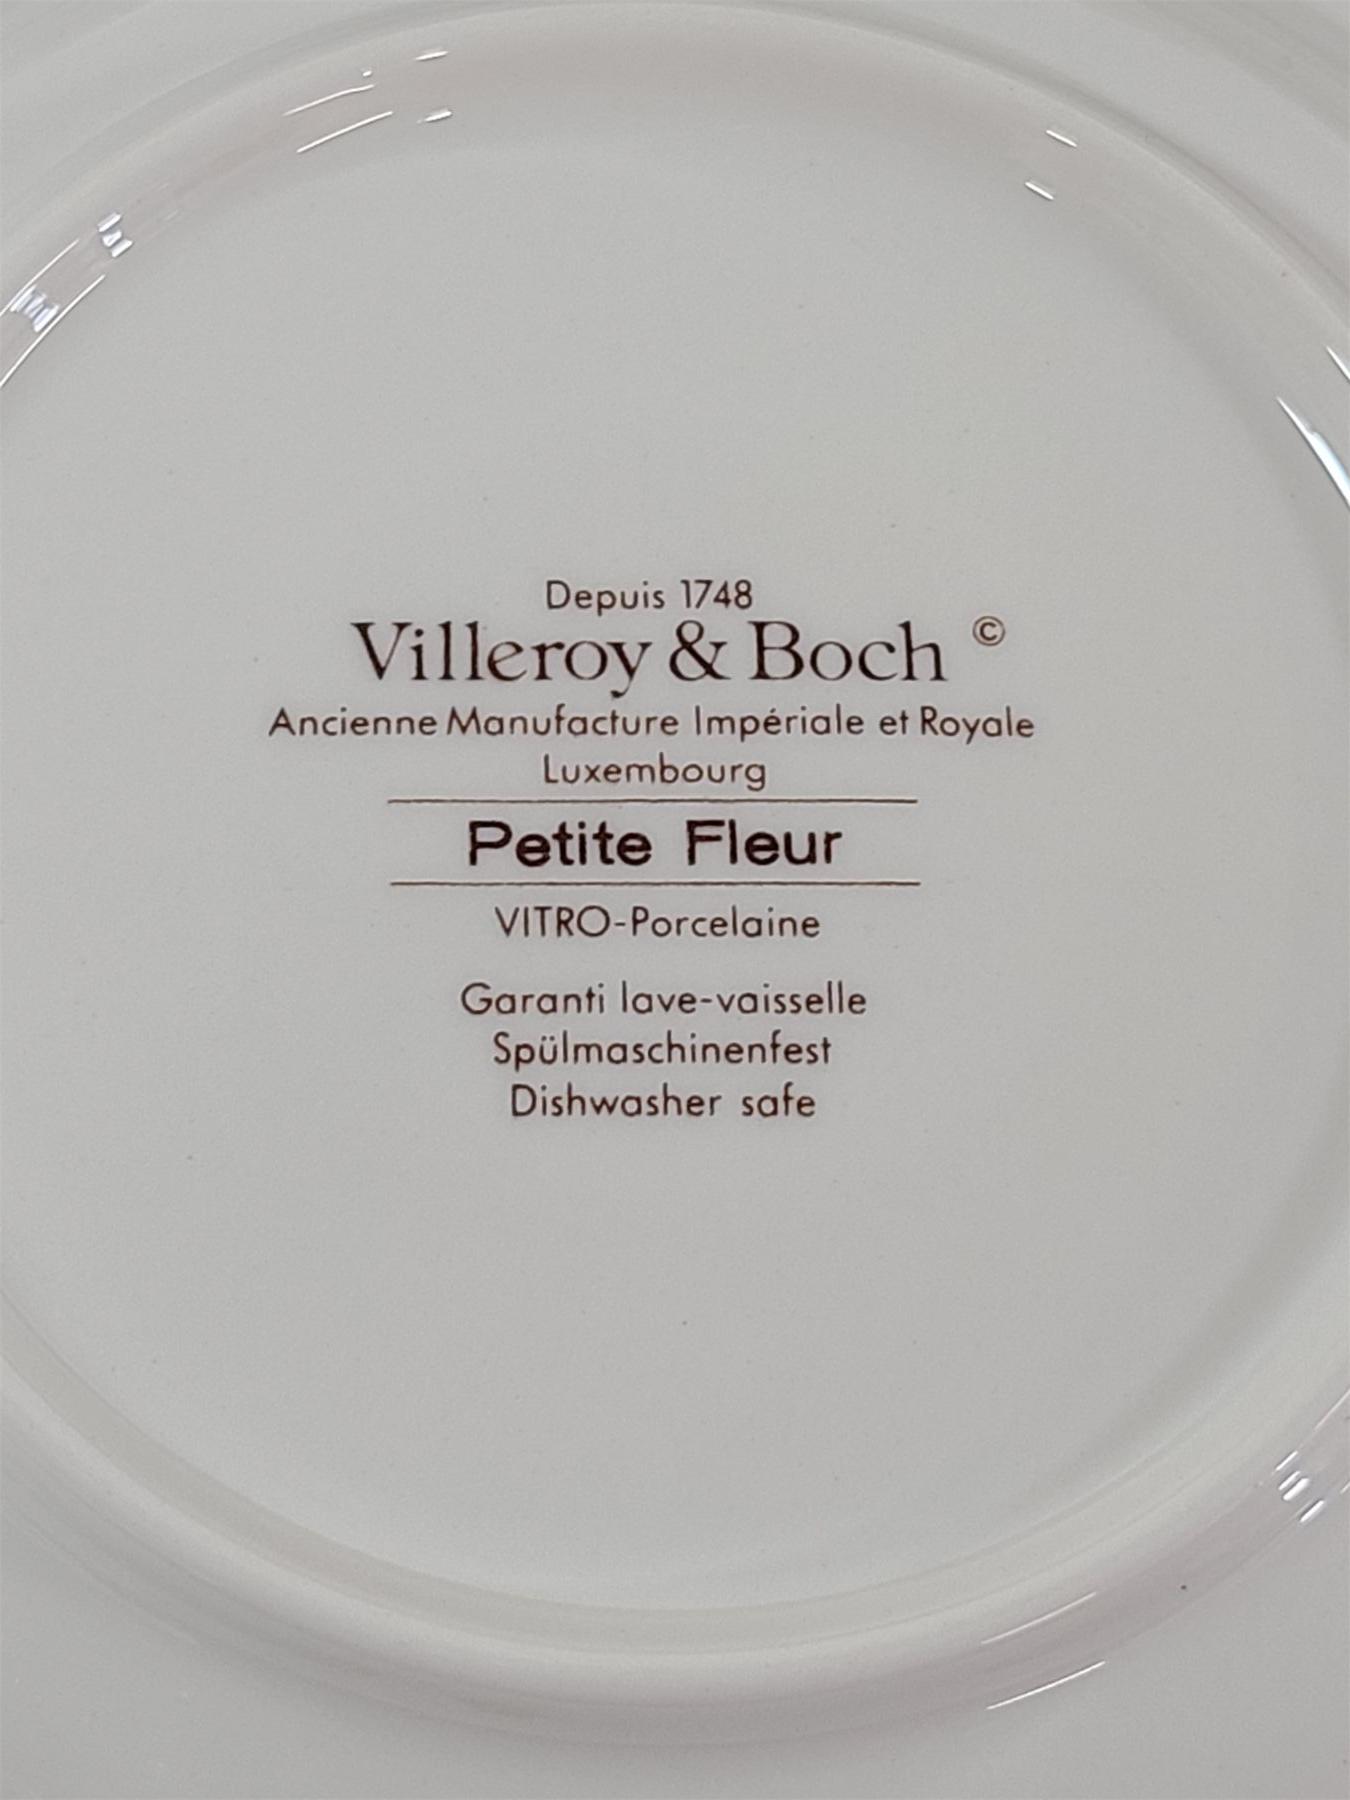 Depuis 1748
Villeroy & Boch ©
Ancienne Manufacture Impériale et Royale
Luxembourg
Petite Fleur
VITRO-Porcelaine
Garanti lave-vaisselle
Spülmaschinenfest
Dishwasher safe